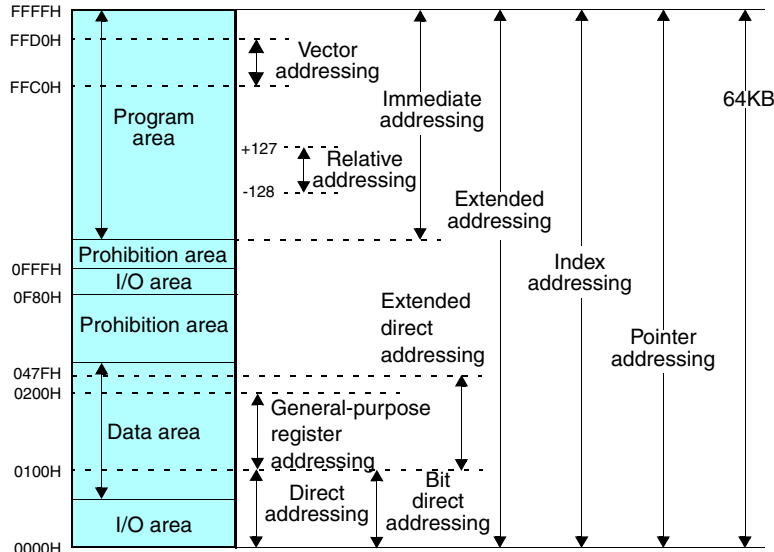 FFFFH
FFD0H
FFC0H
Vector
addressing
Program
area
Immediate
addressing
64KB
+127
-128
Relative
addressing
Extended
addressing
Prohibition area
0FFFH
I/O area
0F80H
Index
addressing
Prohibition area
Extended
direct
addressing
Pointer
addressing
047FH
0200H
Data area
General-purpose
register
addressing
0100H
Direct
addressing
Bit
direct
addressing
I/O area
0000H